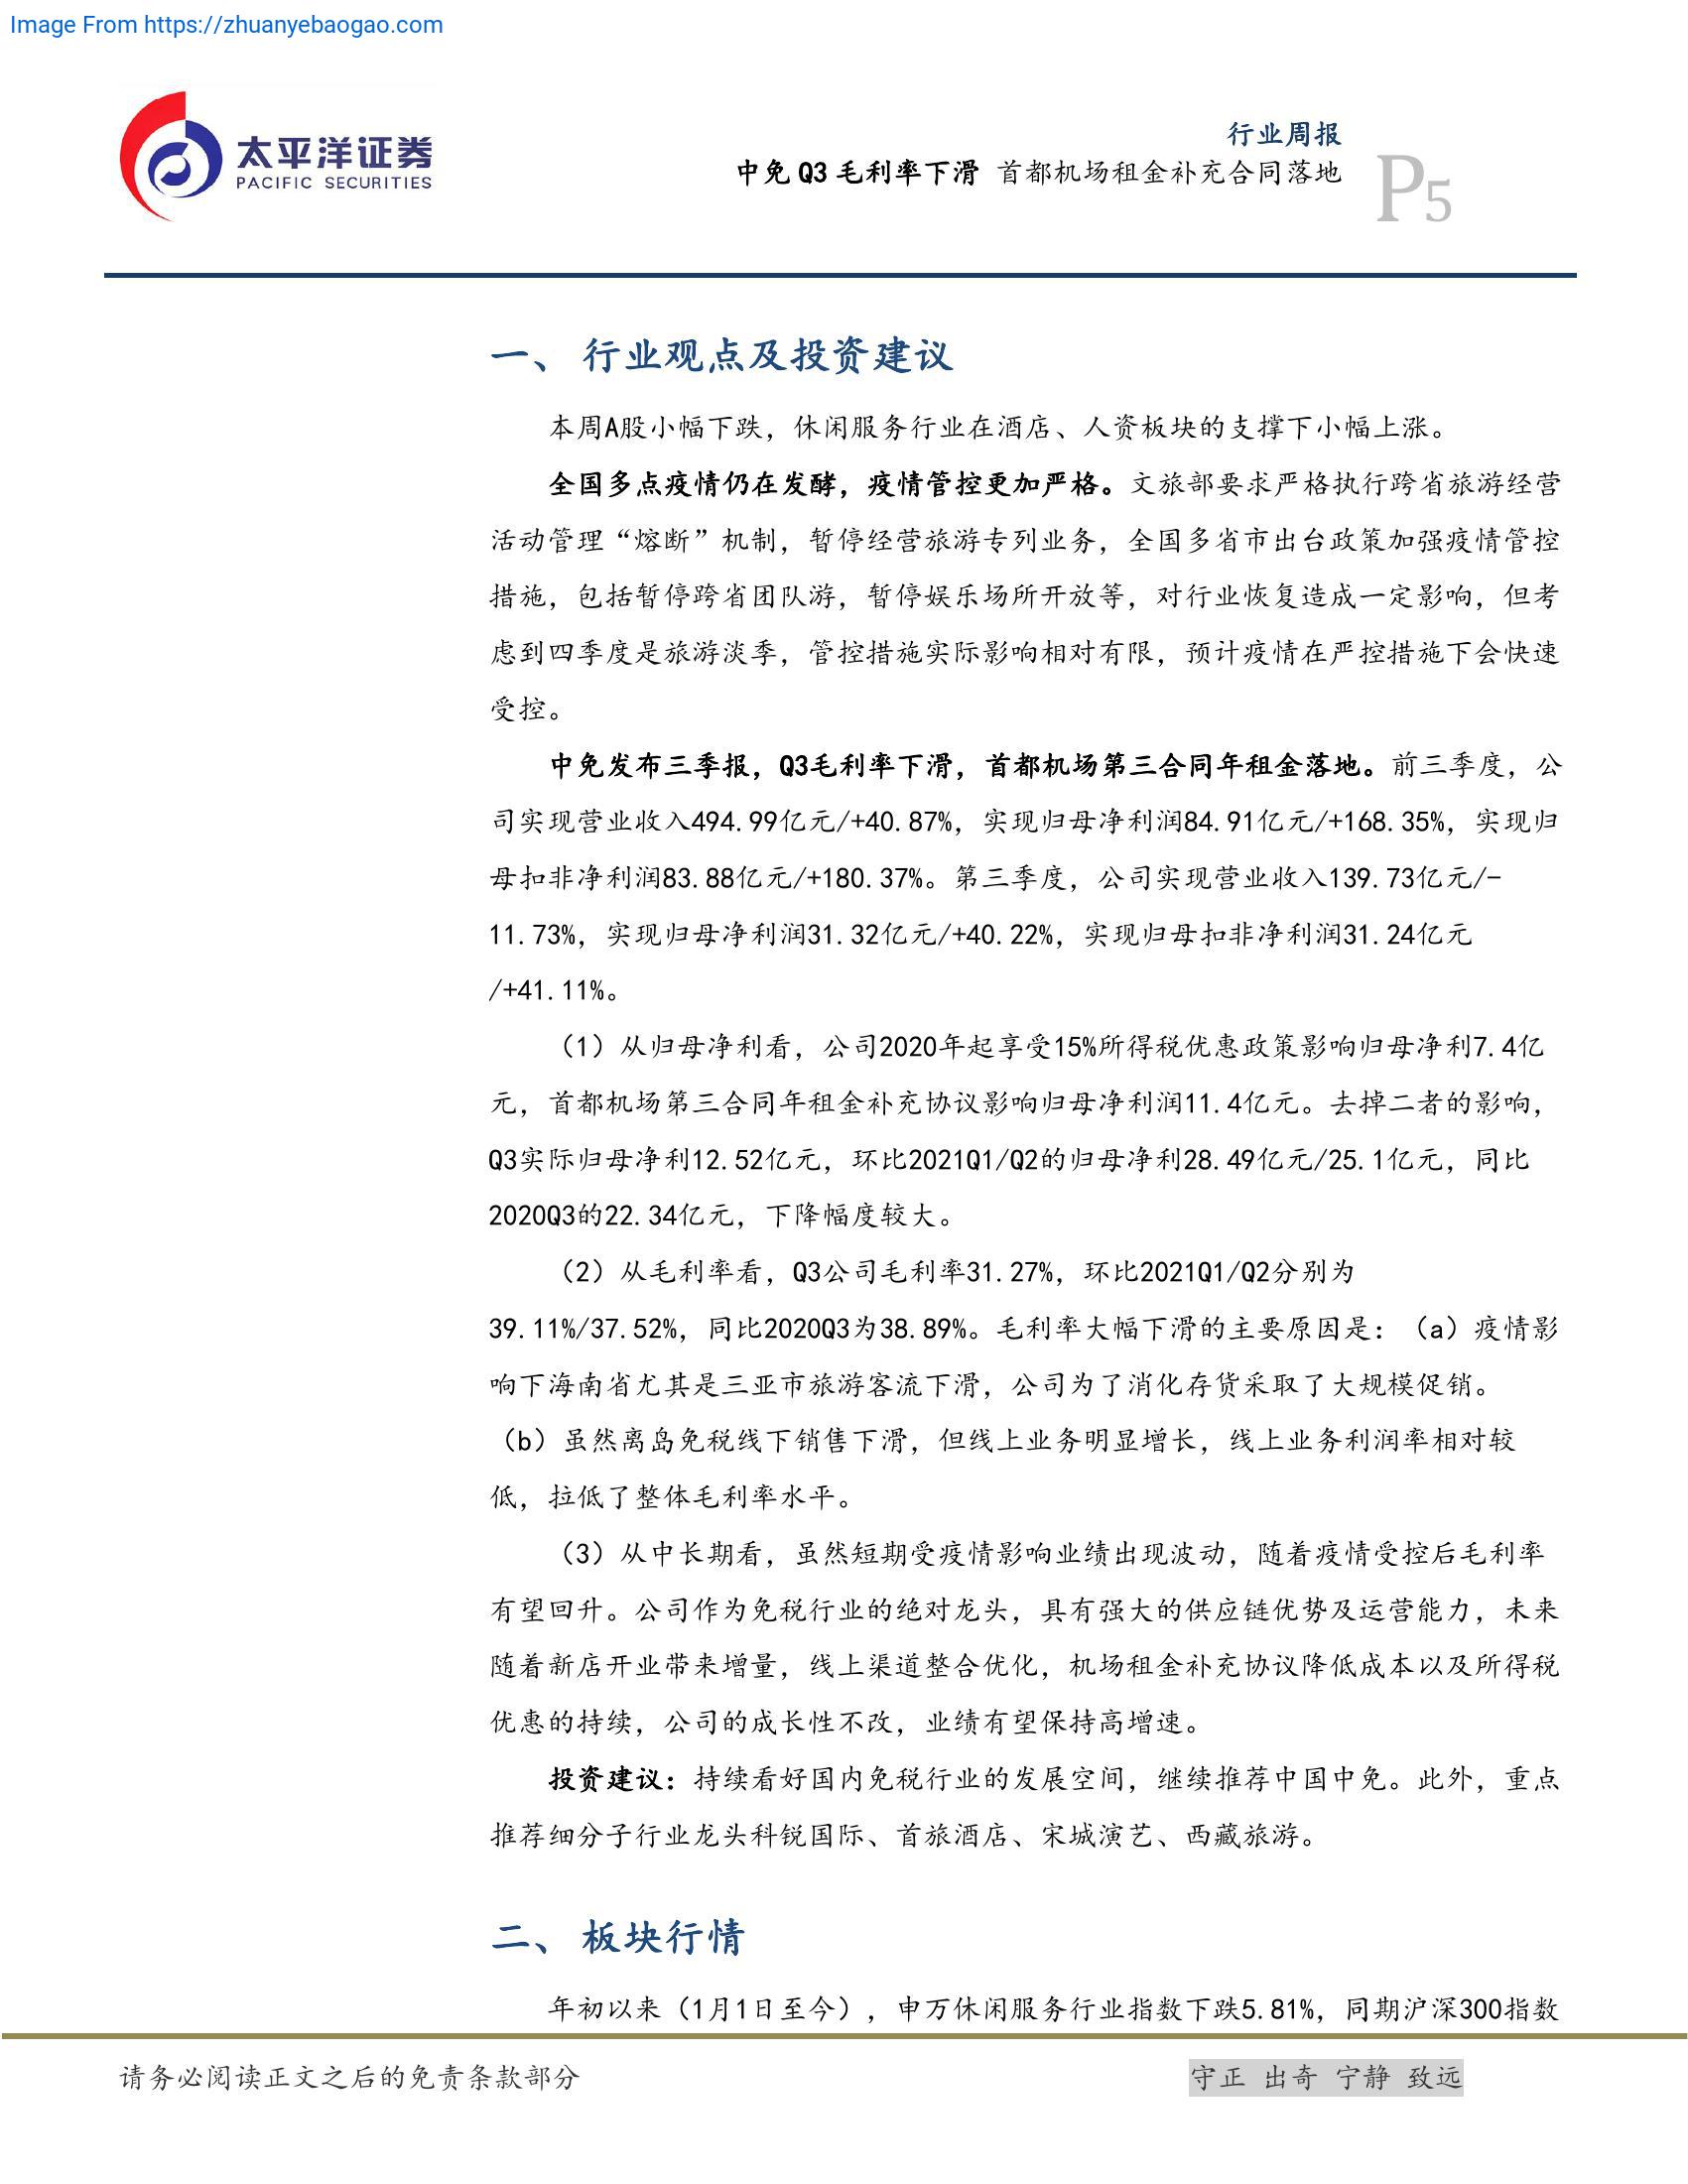 Image From https://zhuanyebaogao.com
太平洋证券
PACIFIC SECURITIES
行业周报
中免 Q3 毛利率下滑 首都机场租金补充合同落地
P5
一、 行业观点及投资建议
本周A股小幅下跌，休闲服务行业在酒店、人资板块的支撑下小幅上涨。
全国多点疫情仍在发酵，疫情管控更加严格。文旅部要求严格执行跨省旅游经营
活动管理“熔断”机制，暂停经营旅游专列业务，全国多省市出台政策加强疫情管控
措施，包括暂停跨省团队游，暂停娱乐场所开放等，对行业恢复造成一定影响，但考
虑到四季度是旅游淡季，管控措施实际影响相对有限，预计疫情在严控措施下会快速
受控。
中免发布三季报，Q3毛利率下滑，首都机场第三合同年租金落地。前三季度，公
司实现营业收入494.99亿元/+40.87%，实现归母净利润84.91亿元/+168.35%，实现归
母扣非净利润83.88亿元/+180.37%。第三季度，公司实现营业收入139.73亿元/-
11.73%，实现归母净利润31.32亿元/+40.22%，实现归母扣非净利润31.24亿元
/+41.11%。
（1）从归母净利看，公司2020年起享受15%所得税优惠政策影响归母净利7.4亿
元，首都机场第三合同年租金补充协议影响归母净利润11.4亿元。去掉二者的影响，
Q3实际归母净利12.52亿元，环比2021Q1/Q2的归母净利28.49亿元/25.1亿元，同比
2020Q3的22.34亿元，下降幅度较大。
（2）从毛利率看，Q3公司毛利率31.27%，环比2021Q1/Q2分别为
39.11%/37.52%，同比2020Q3为38.89%。毛利率大幅下滑的主要原因是：（a）疫情影
响下海南省尤其是三亚市旅游客流下滑，公司为了消化存货采取了大规模促销。
（b）虽然离岛免税线下销售下滑，但线上业务明显增长，线上业务利润率相对较
低，拉低了整体毛利率水平。
（3）从中长期看，虽然短期受疫情影响业绩出现波动，随着疫情受控后毛利率
有望回升。公司作为免税行业的绝对龙头，具有强大的供应链优势及运营能力，未来
随着新店开业带来增量，线上渠道整合优化，机场租金补充协议降低成本以及所得税
优惠的持续，公司的成长性不改，业绩有望保持高增速。
投资建议：持续看好国内免税行业的发展空间，继续推荐中国中免。此外，重点
推荐细分子行业龙头科锐国际、首旅酒店、宋城演艺、西藏旅游。
二、 板块行情
年初以来（1月1日至今），申万休闲服务行业指数下跌5.81%，同期沪深300指数
请务必阅读正文之后的免责条款部分
守正 出奇 宁静 致远